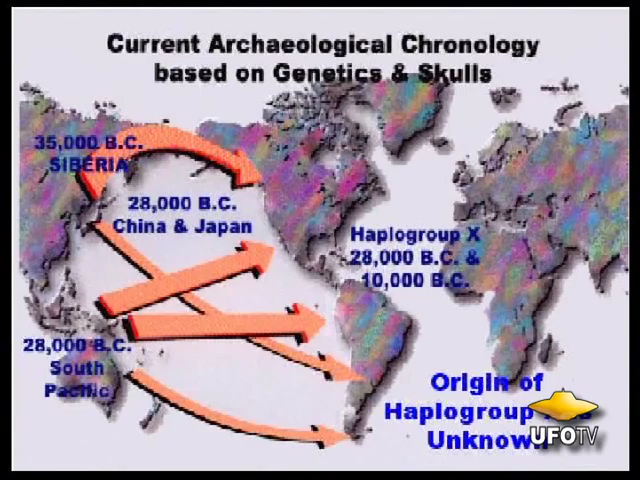 Current Archaeological Chronology
based on Genetics & Skulls
35,000 B.C.
SIBERIA
28,000 B.C.
China & Japan
Haplogroup X
28,000 B.C. &
10,000 B.C.
28,000 B.C.
South
Pacific
Origin of
Haplogroup
Unknown
UFOTV